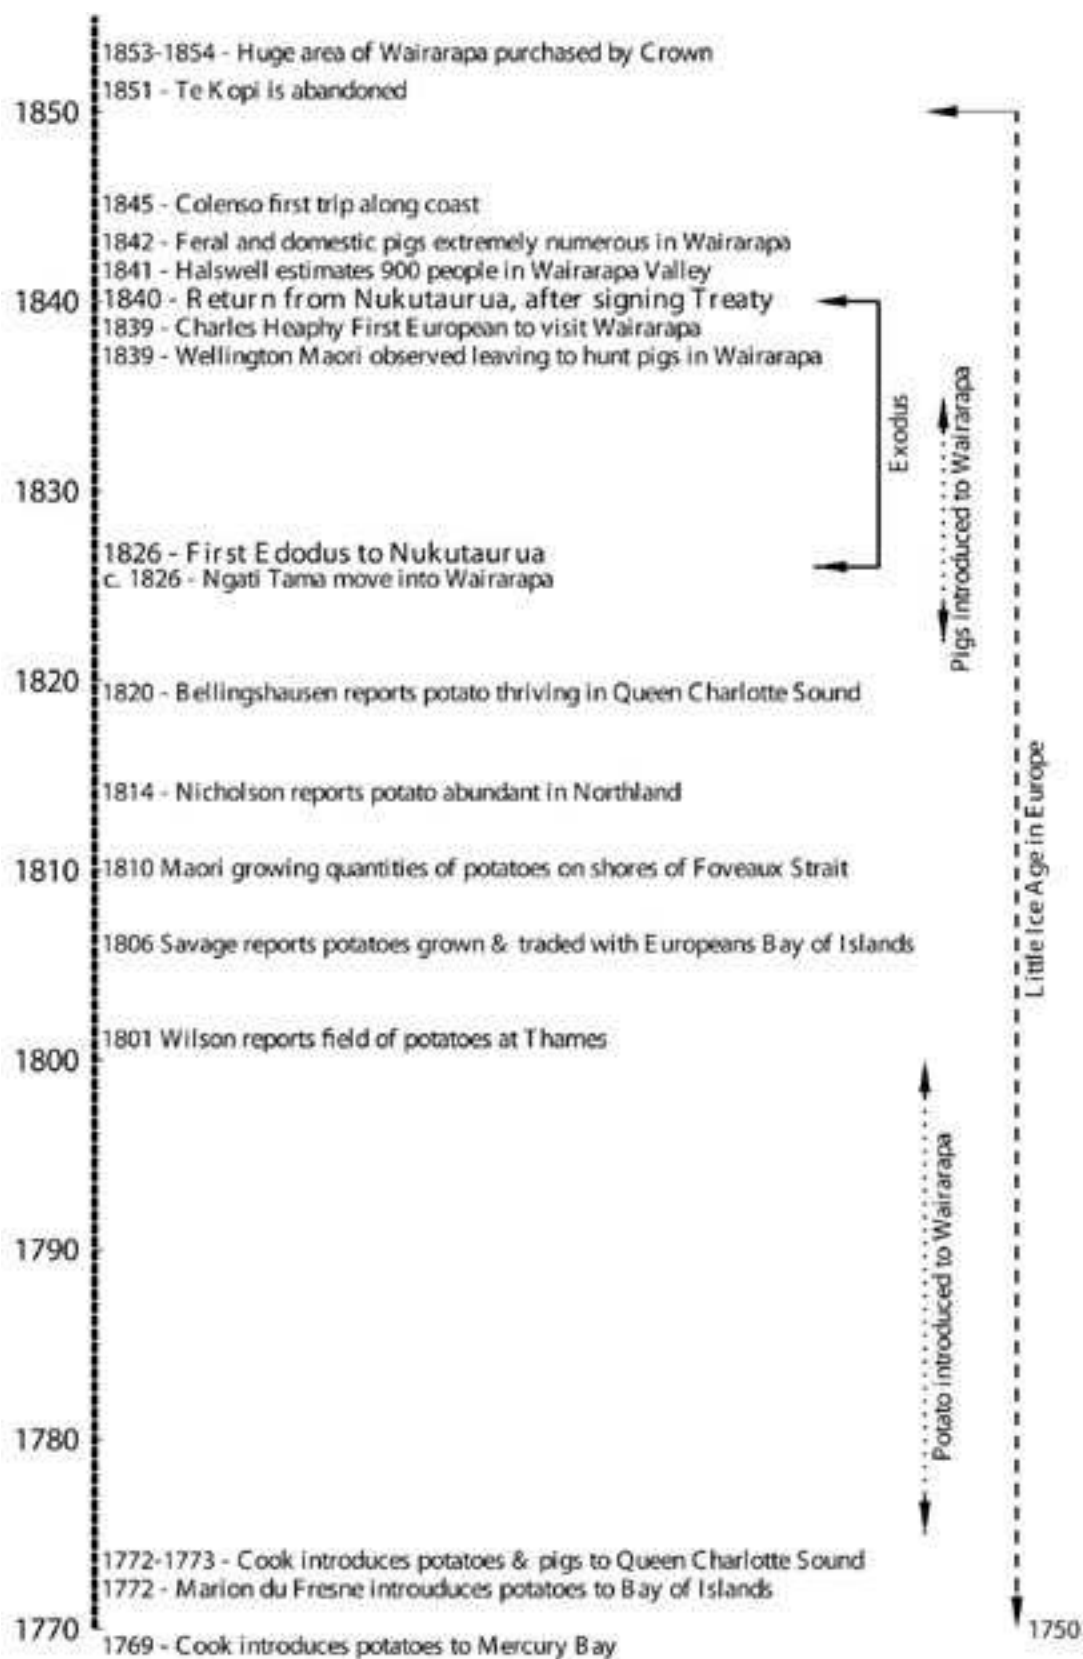 1853-1854 - Huge area of Wairarapa purchased by Crown
1851 - Te Kopi is abandoned
1850
1845 - Colenso first trip along coast
1842 - Feral and domestic pigs extremely numerous in Wairarapa
1841 - Halswell estimates 900 people in Wairarapa Valley
1840
1840 - Return from Nukutaurua, after signing Treaty
1839 - Charles Heaphy First European to visit Wairarapa
1839 - Wellington Maori observed leaving to hunt pigs in Wairarapa
Exodus
Pigs introduced to Wairarapa
1830
1826 - First Edodus to Nukutaurua
c. 1826 - Ngati Tama move into Wairarapa
1820
1820 - Bellingshausen reports potato thriving in Queen Charlotte Sound
Little Ice Age in Europe
1814 - Nicholson reports potato abundant in Northland
1810
1810 Maori growing quantities of potatoes on shores of Foveaux Strait
1806 Savage reports potatoes grown & traded with Europeans Bay of Islands
1801 Wilson reports field of potatoes at Thames
1800
Potato introduced to Wairarapa
1790
1780
1772-1773 - Cook introduces potatoes & pigs to Queen Charlotte Sound
1772 - Marion du Fresne introuduces potatoes to Bay of Islands
1770
1750
1769 - Cook introduces potatoes to Mercury Bay